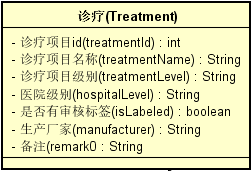 诊疗(Treatment)
- 诊疗项目id(treatmentId) : int
- 诊疗项目名称(treatmentName) : String
- 诊疗项目级别(treatmentLevel) : String
- 医院级别(hospitalLevel) : String
- 是否有审核标签(isLabeled) : boolean
- 生产厂家(manufacturer) : String
- 备注(remark0 : String